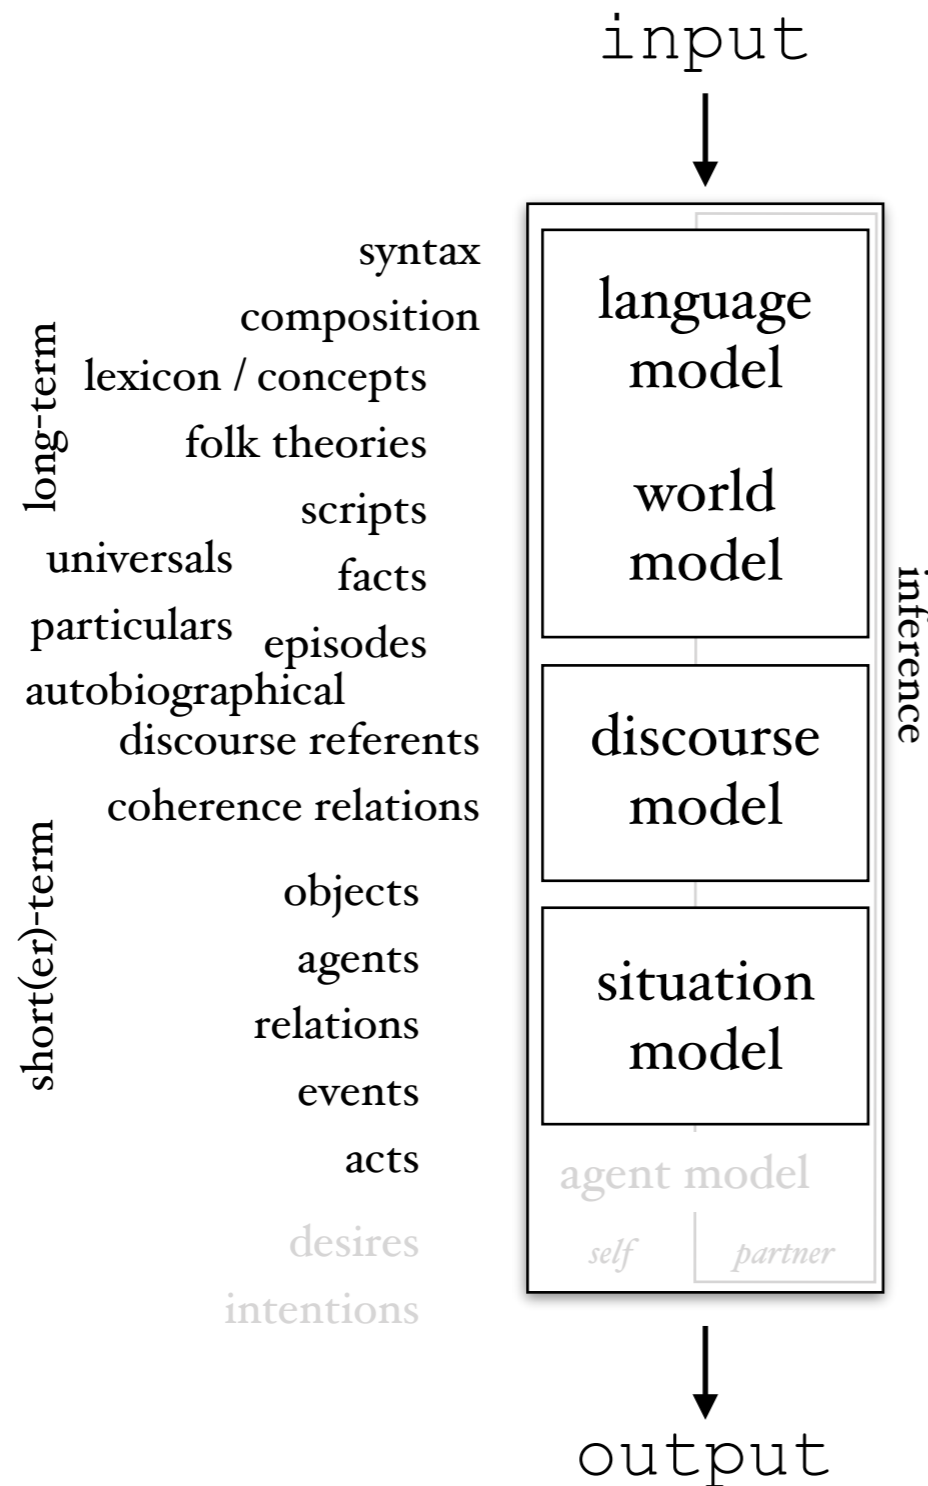 input
syntax
composition
lexicon / concepts
folk theories
scripts
facts
episodes
long-term
universals
particulars
autobiographical
discourse referents
coherence relations
short(er)-term
objects
agents
relations
events
acts
desires
intentions
language
model
world
model
discourse
model
situation
model
agent model
self
partner
inference
output